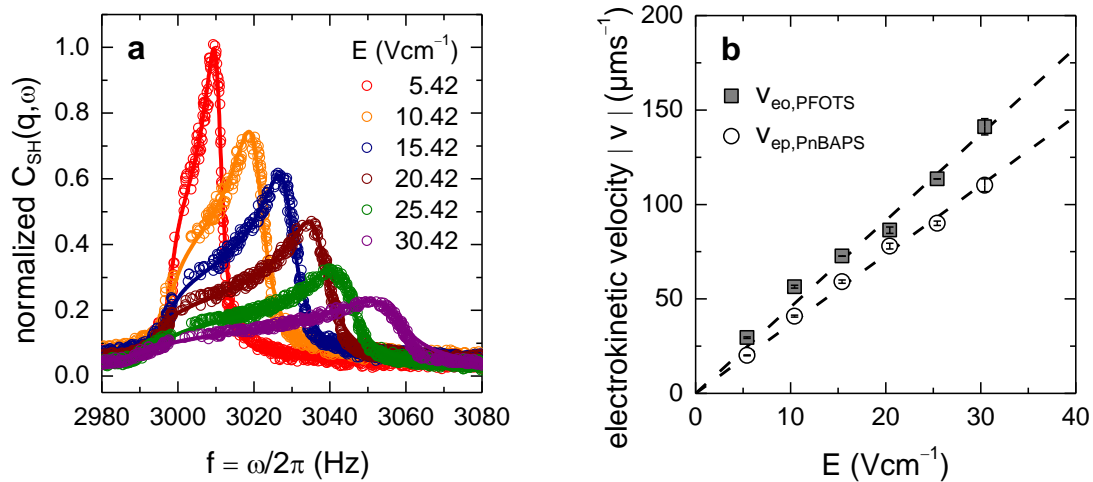 a
E (Vcm⁻¹)
5.42
10.42
15.42
20.42
25.42
30.42
normalized C_SH(q,ω)
1.0
0.8
0.6
0.4
0.2
0.0
2980 3000 3020 3040 3060 3080
f = ω/2π (Hz)
b
v_eo,PFOTS
v_ep,PnBAPS
electrokinetic velocity | v | (μms⁻¹)
200
150
100
50
0
0 10 20 30 40
E (Vcm⁻¹)